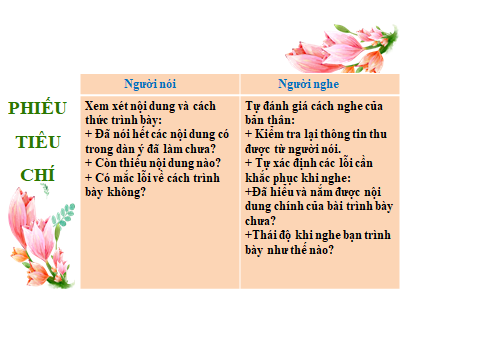 PHIẾU
TIÊU
CHÍ
Người nói
Xem xét nội dung và cách
thức trình bày:
+ Đã nói hết các nội dung có
trong dàn ý đã làm chưa?
+ Còn thiếu nội dung nào?
+ Có mắc lỗi về cách trình
bày không?
Người nghe
Tự đánh giá cách nghe của
bản thân:
+ Kiểm tra lại thông tin thu
được từ người nói.
+ Tự xác định các lỗi cần
khắc phục khi nghe:
+Đã hiểu và nắm được nội
dung chính của bài trình bày
chưa?
+Thái độ khi nghe bạn trình
bày như thế nào?